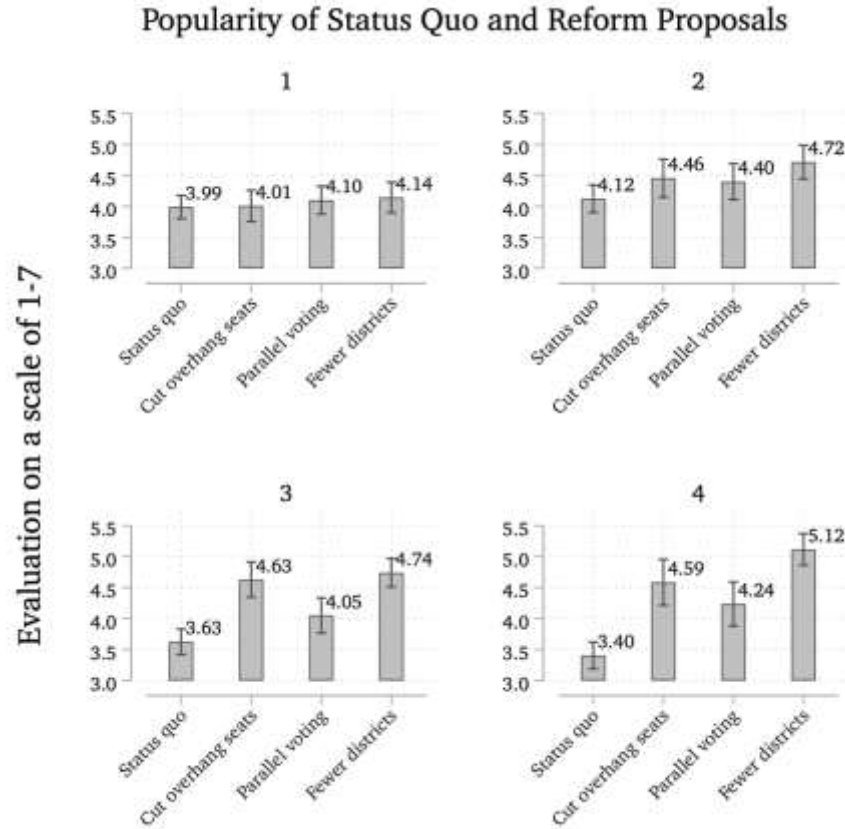 Popularity of Status Quo and Reform Proposals
Evaluation on a scale of 1-7
1
5.5
5.0
4.5
4.0
3.5
3.0
3.99
4.01
4.10
4.14
Status quo
Cut overhang seats
Parallel voting
Fewer districts
2
5.5
5.0
4.5
4.0
3.5
3.0
4.12
4.46
4.40
4.72
Status quo
Cut overhang seats
Parallel voting
Fewer districts
3
5.5
5.0
4.5
4.0
3.5
3.0
3.63
4.63
4.05
4.74
Status quo
Cut overhang seats
Parallel voting
Fewer districts
4
5.5
5.0
4.5
4.0
3.5
3.0
3.40
4.59
4.24
5.12
Status quo
Cut overhang seats
Parallel voting
Fewer districts